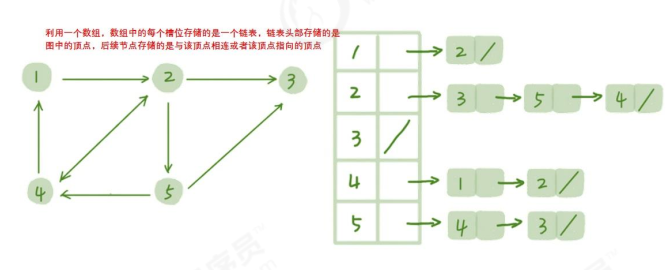 利用一个数组，数组中的每个槽位存储的是一个链表，链表头部存储的是
图中的顶点，后续节点存储的是与该顶点相连或者该顶点指向的顶点
1 2 3
4 5
1 2 /
2 3 5 4 /
3 /
4 1 2 /
5 4 3 /